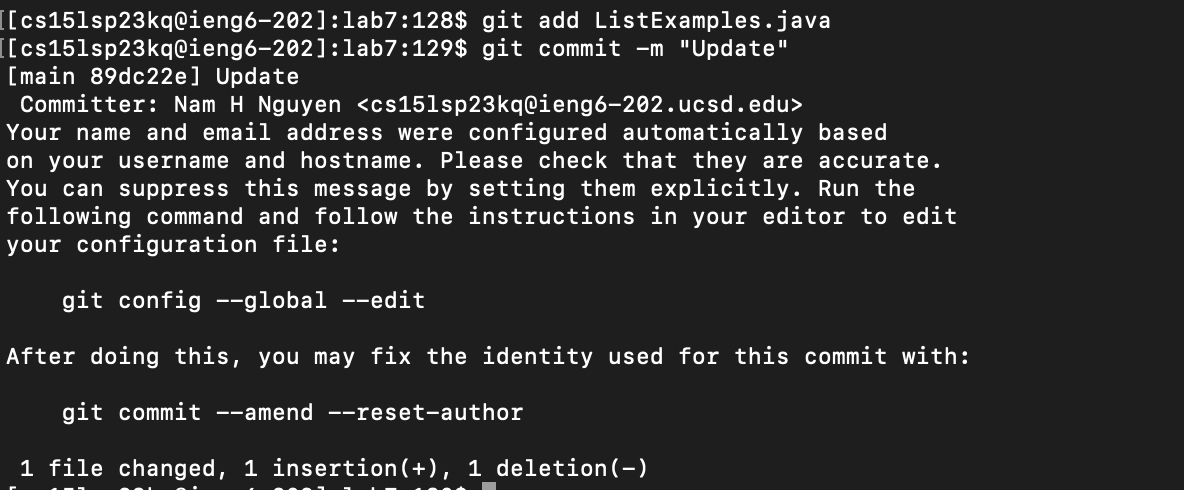 [[cs15lsp23kq@ieng6-202]:lab7:128$ git add ListExamples.java
[[cs15lsp23kq@ieng6-202]:lab7:129$ git commit -m "Update"
[main 89dc22e] Update
 Committer: Nam H Nguyen <cs15lsp23kq@ieng6-202.ucsd.edu>
Your name and email address were configured automatically based
on your username and hostname. Please check that they are accurate.
You can suppress this message by setting them explicitly. Run the
following command and follow the instructions in your editor to edit
your configuration file:

    git config --global --edit

After doing this, you may fix the identity used for this commit with:

    git commit --amend --reset-author

 1 file changed, 1 insertion(+), 1 deletion(-)